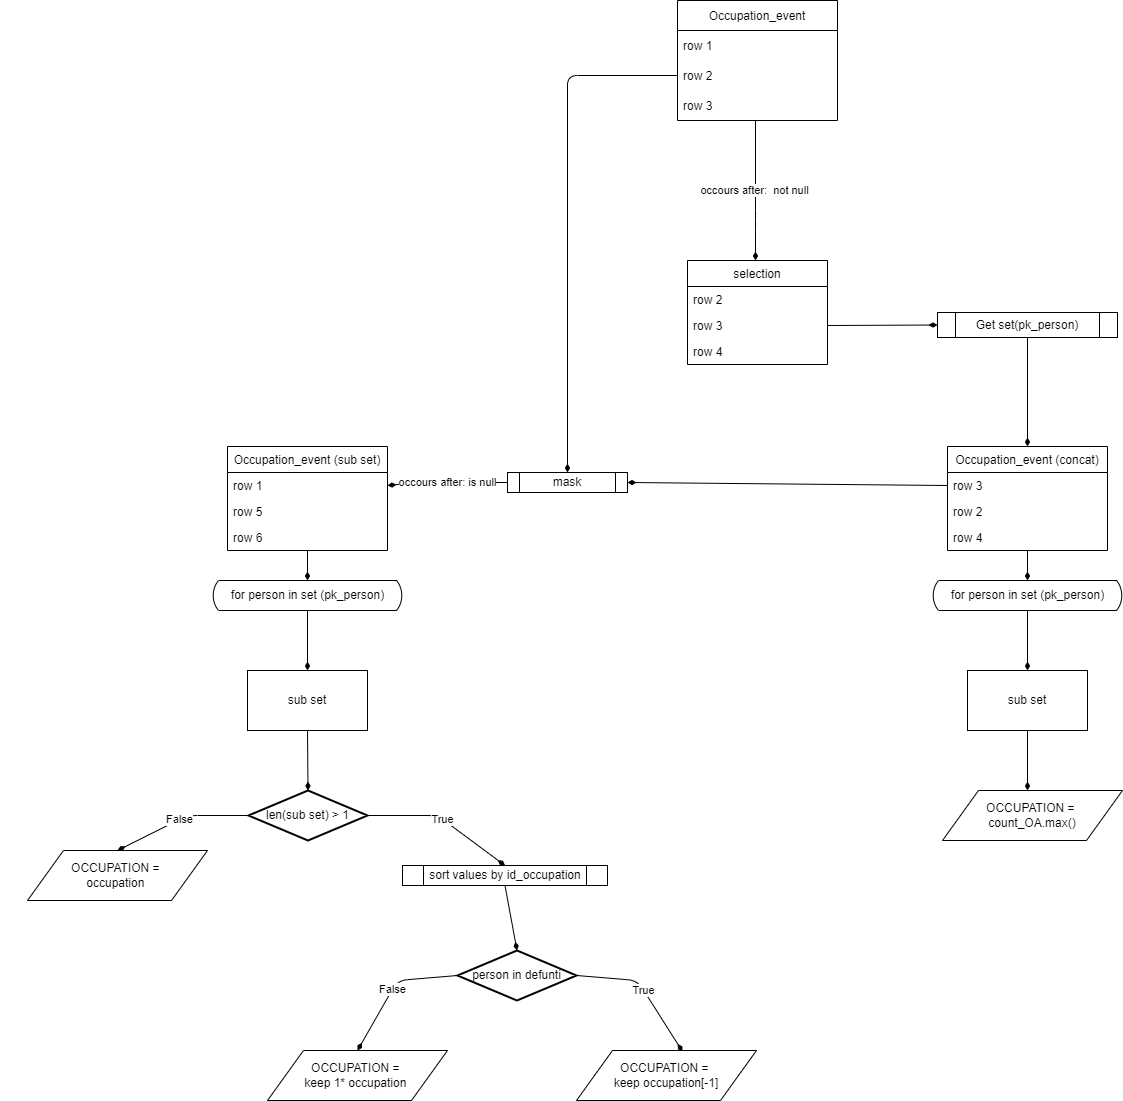 Occupation_event
row 1
row 2
row 3
occours after:  not null
selection
row 2
row 3
row 4
Get set(pk_person)
Occupation_event (sub set)
row 1
row 5
row 6
occours after: is null
mask
Occupation_event (concat)
row 3
row 2
row 4
for person in set (pk_person)
for person in set (pk_person)
sub set
sub set
len(sub set) > 1
False
True
OCCUPATION =
occupation
OCCUPATION =
count_OA.max()
sort values by id_occupation
person in defunti
False
True
OCCUPATION =
keep 1* occupation
OCCUPATION =
keep occupation[-1]